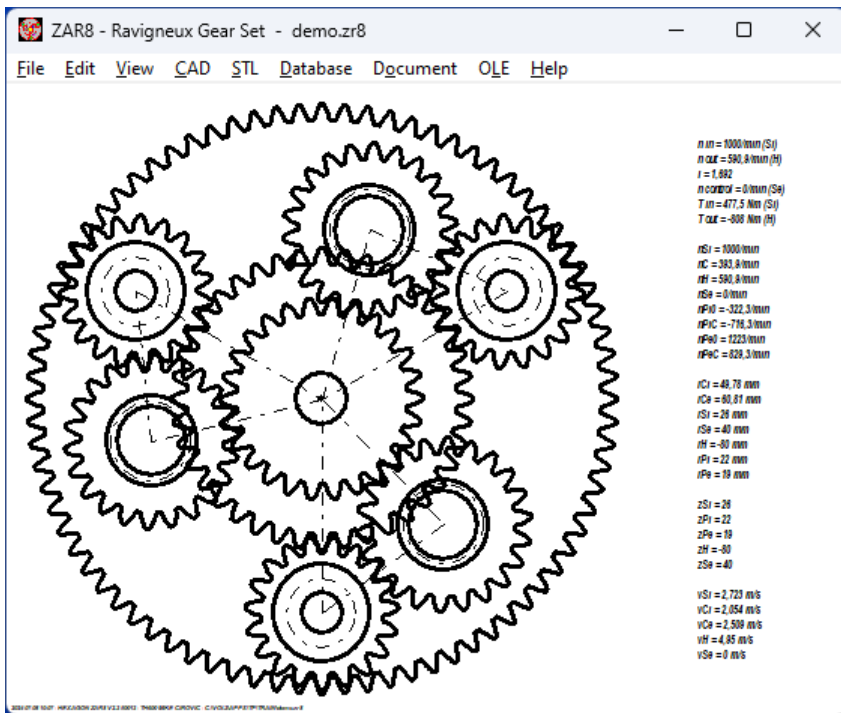 ZAR8 - Ravigneux Gear Set - demo.zr8
File Edit View CAD STL Database Document OLE Help
n in = 1000/min (Si)
n out = 590,9/min (H)
i = 1,692
n control = 0/min (Se)
T in = 477,5 Nm (Si)
T out = -808 Nm (H)
nSi = 1000/min
nC = 393,9/min
nH = 590,9/min
nSe = 0/min
nPi0 = -322,3/min
nPiC = -716,3/min
nPe0 = 1223/min
nPeC = 829,3/min
rCi = 49,78 mm
rCe = 60,81 mm
rSi = 26 mm
rSe = 40 mm
rH = -80 mm
rPi = 22 mm
rPe = 19 mm
zSi = 26
zPi = 22
zPe = 19
zH = -80
zSe = 40
vSi = 2,723 m/s
vCi = 2,054 m/s
vCe = 2,509 m/s
vH = 4,95 m/s
vSe = 0 m/s